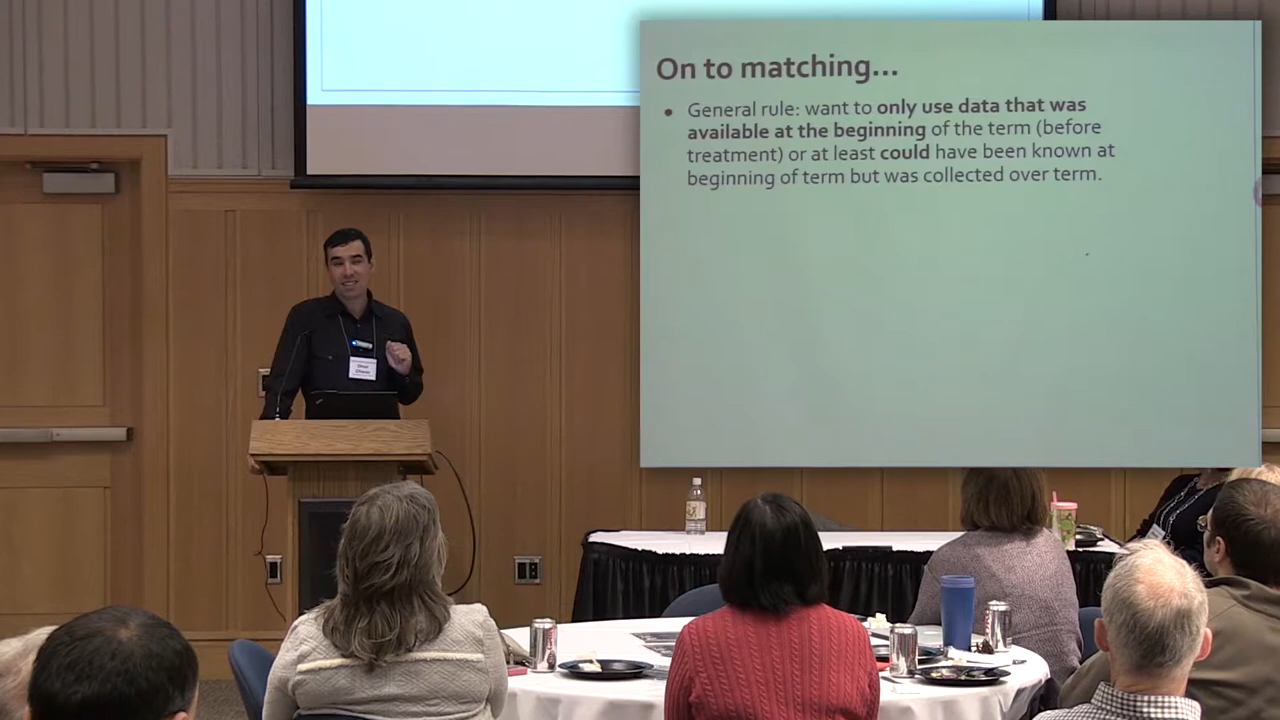 On to matching...
• General rule: want to only use data that was
available at the beginning of the term (before
treatment) or at least could have been known at
beginning of term but was collected over term.